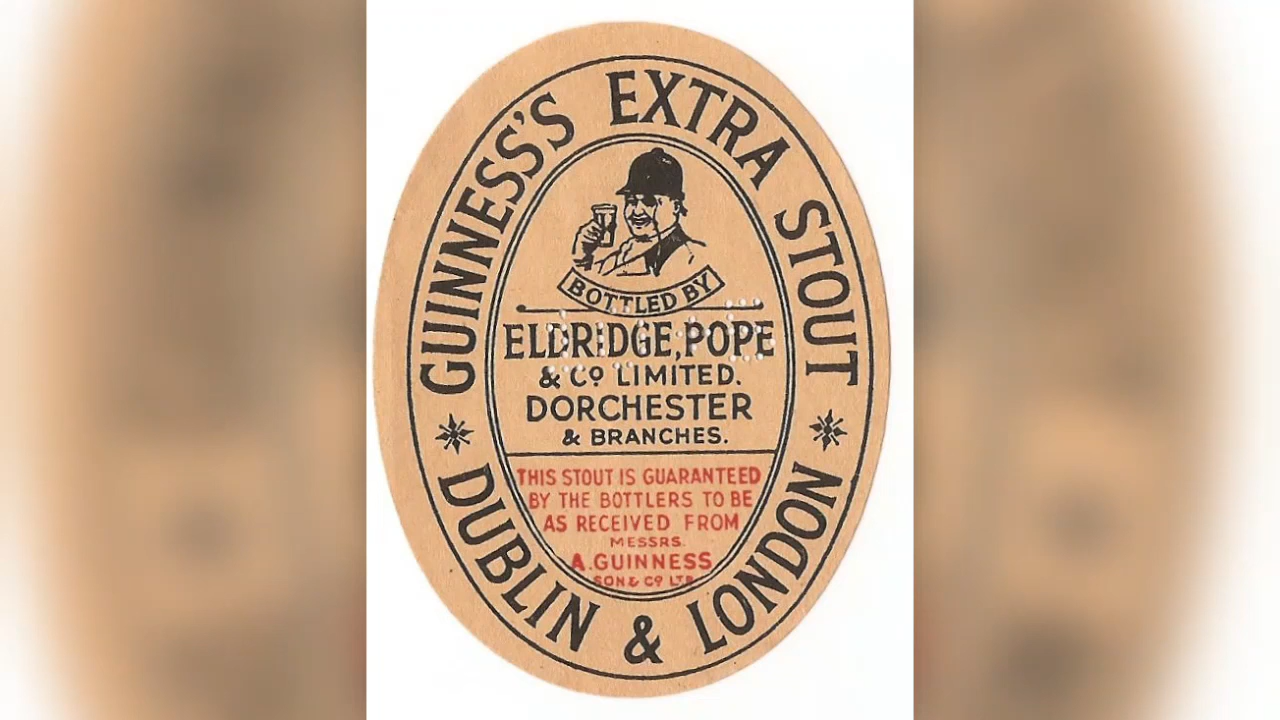 GUINNESS'S EXTRA STOUT
BOTTLED BY
ELDRIDGE, POPE
& Cº LIMITED.
DORCHESTER
& BRANCHES.
THIS STOUT IS GUARANTEED
BY THE BOTTLERS TO BE
AS RECEIVED FROM
MESSRS.
A. GUINNESS
SON & Cº LTD
DUBLIN & LONDON